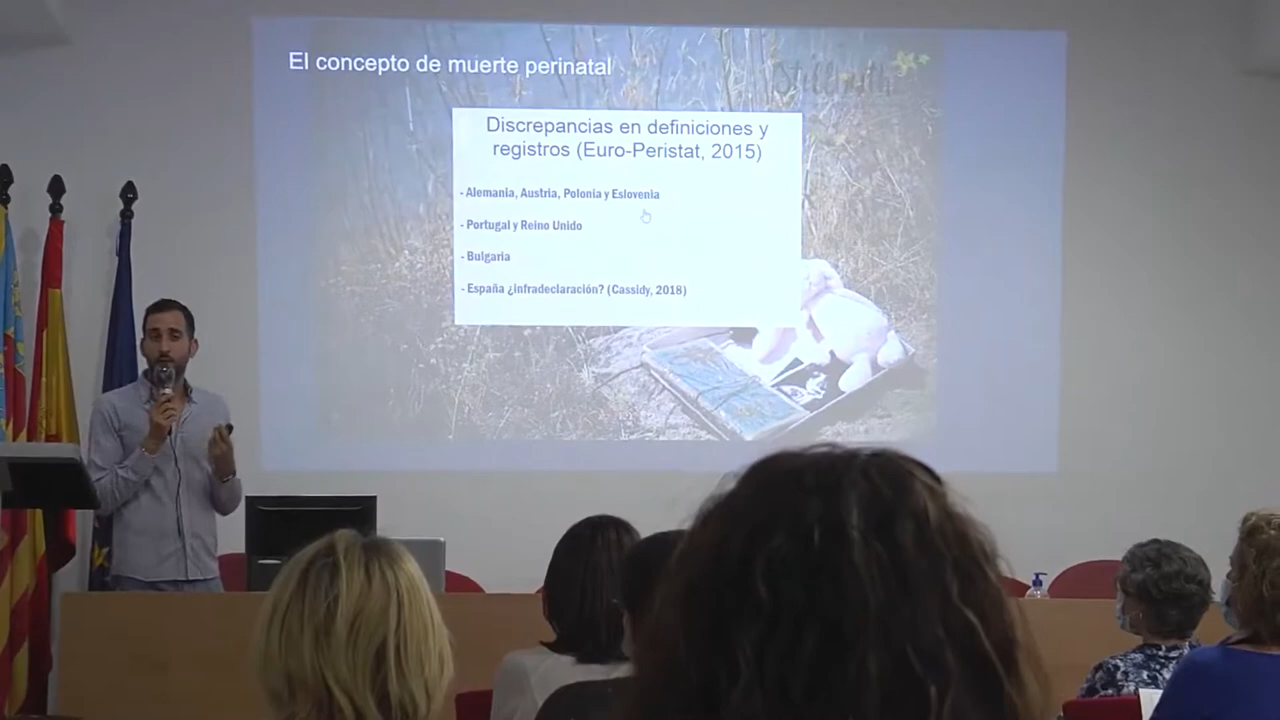 El concepto de muerte perinatal
Stillbirth
Discrepancias en definiciones y
registros (Euro-Peristat, 2015)
- Alemania, Austria, Polonia y Eslovenia
- Portugal y Reino Unido
- Bulgaria
- España ¿infradeclaración? (Cassidy, 2018)